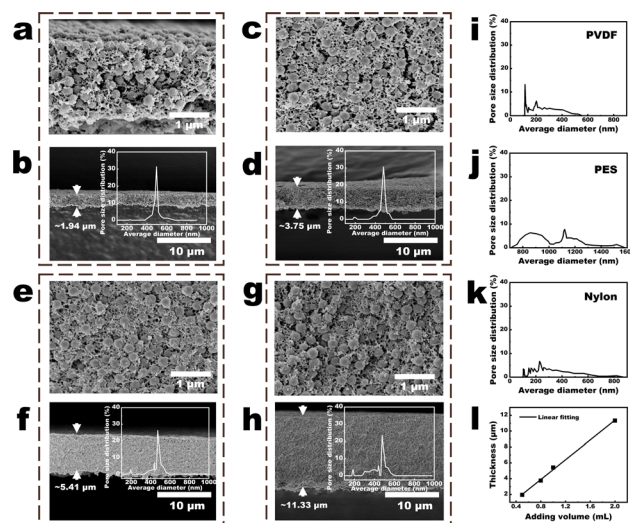 a
1 μm
b
Pore size distribution (%)
40
30
20
10
0
0 200 400 600 800 1000
Average diameter (nm)
~1.94 μm
10 μm
c
1 μm
d
Pore size distribution (%)
40
30
20
10
0
0 200 400 600 800 1000
Average diameter (nm)
~3.75 μm
10 μm
e
1 μm
f
Pore size distribution (%)
40
30
20
10
0
0 200 400 600 800 1000
Average diameter (nm)
~5.41 μm
10 μm
g
1 μm
h
Pore size distribution (%)
40
30
20
10
0
0 200 400 600 800 1000
Average diameter (nm)
~11.33 μm
10 μm
i
PVDF
Pore size distribution (%)
40
30
20
10
0
0 200 400 600 800
Average diameter (nm)
j
PES
Pore size distribution (%)
40
30
20
10
0
800 1000 1200 1400
Average diameter (nm)
k
Nylon
Pore size distribution (%)
40
30
20
10
0
0 200 400 600 800
Average diameter (nm)
l
Linear fitting
Thickness (μm)
12
10
8
6
4
2
0.4 0.8 1.2 1.6 2.0
Adding volume (mL)